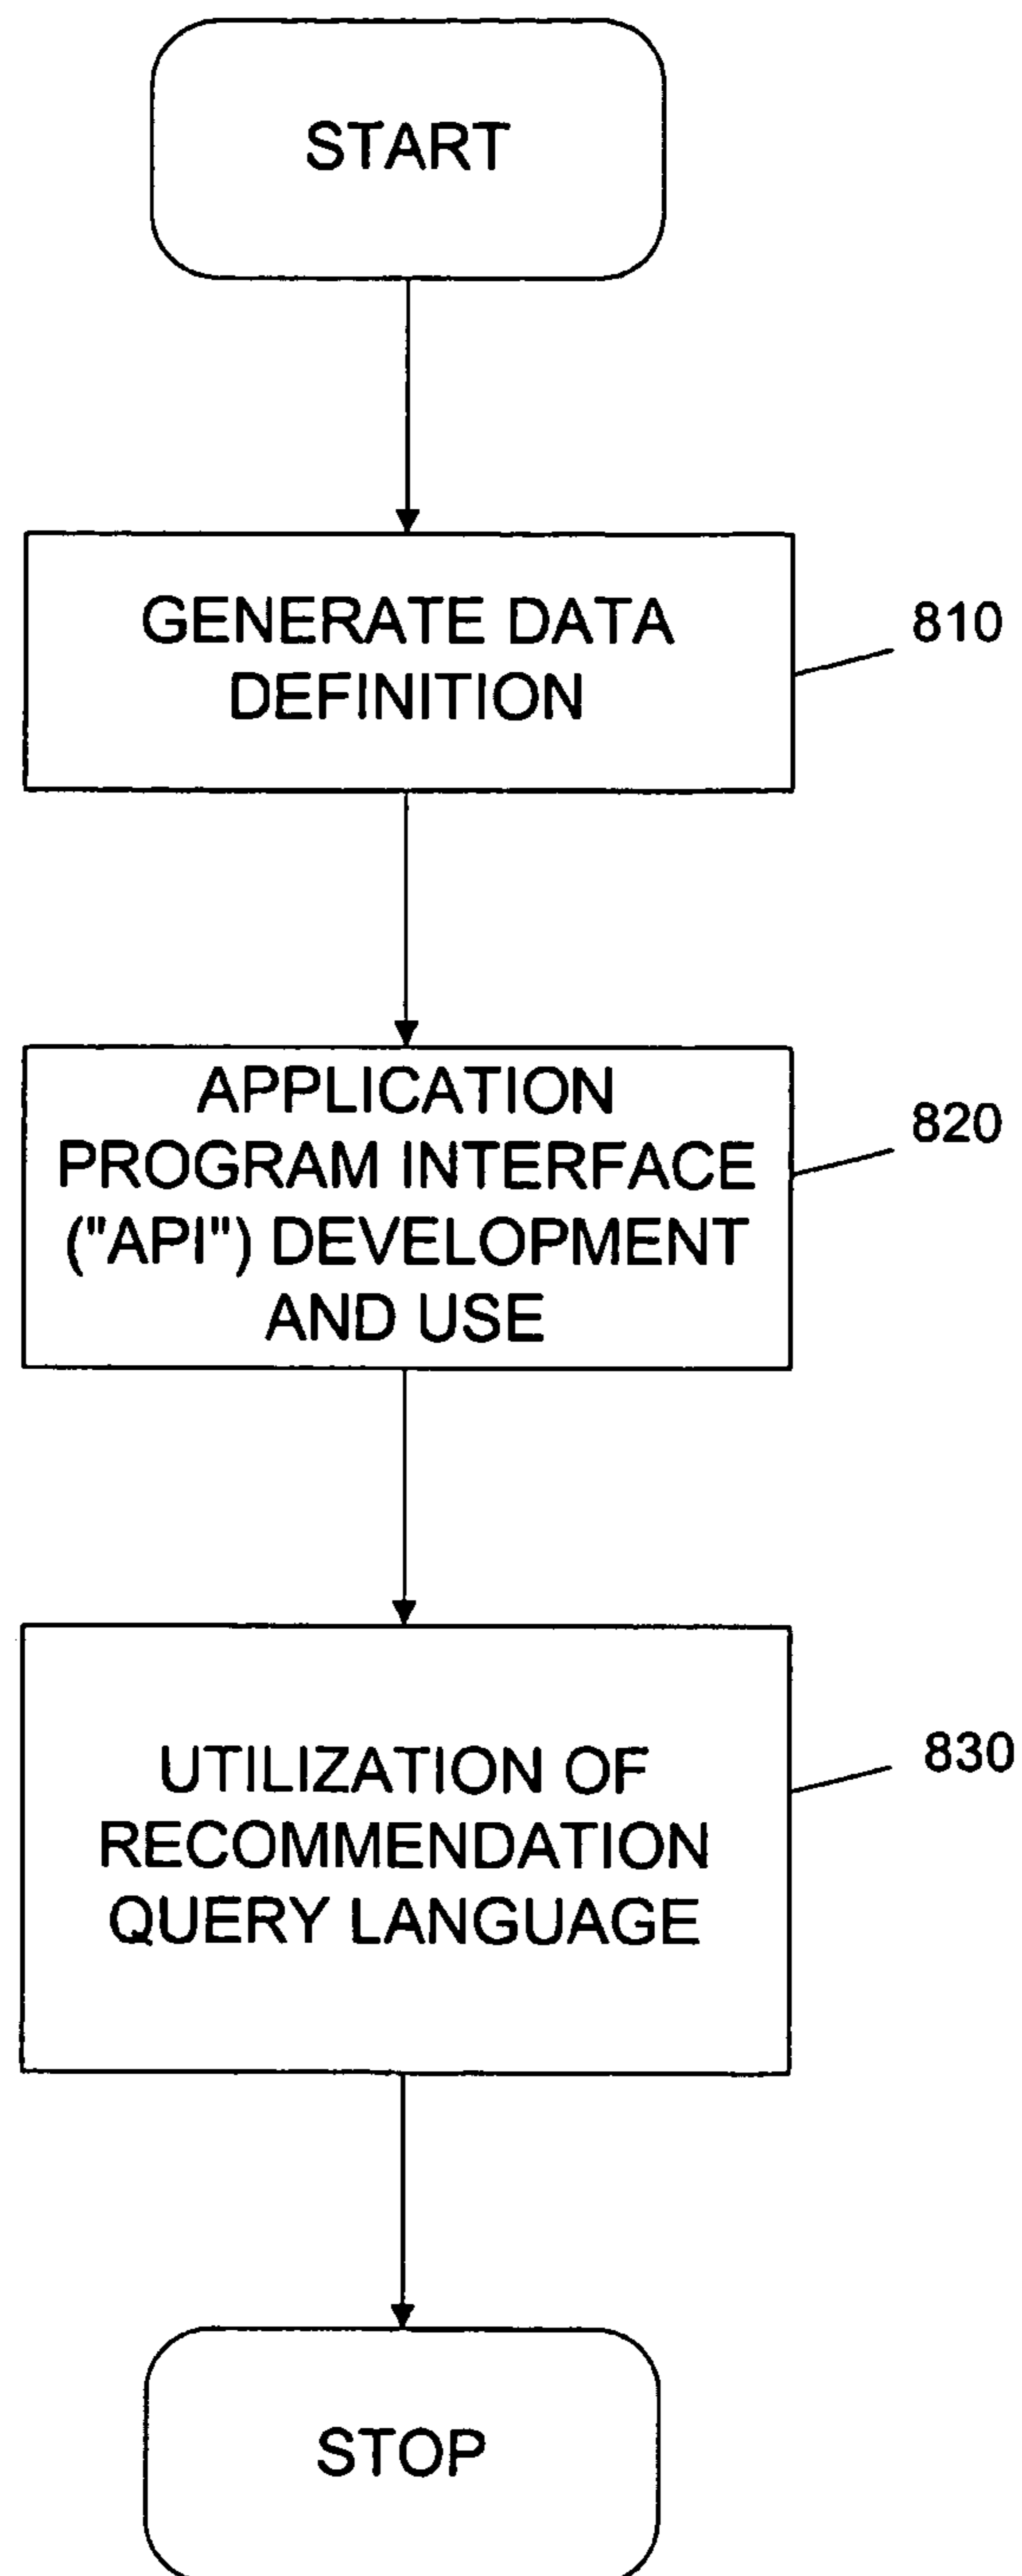 START
GENERATE DATA
DEFINITION
810
APPLICATION
PROGRAM INTERFACE
("API") DEVELOPMENT
AND USE
820
UTILIZATION OF
RECOMMENDATION
QUERY LANGUAGE
830
STOP